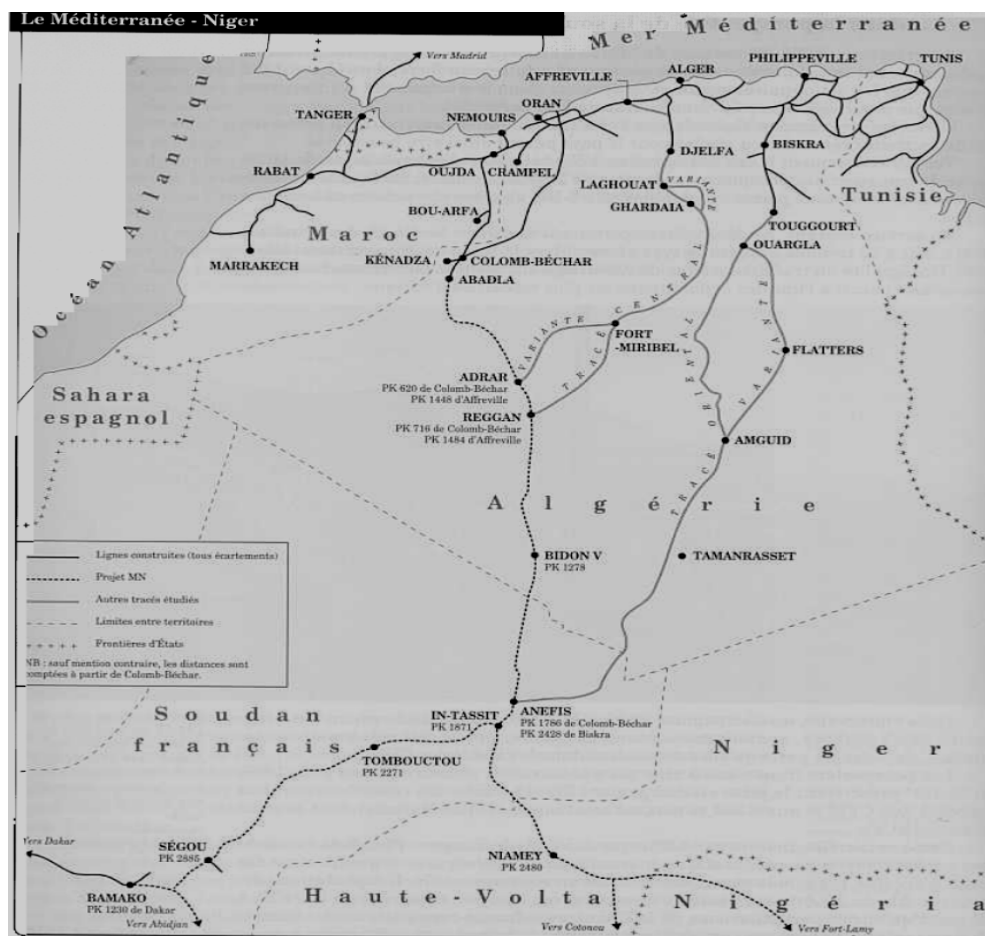 Le Méditerranée - Niger
Mer Méditerranée
Vers Madrid
Océan Atlantique
AFFREVILLE
ALGER
PHILIPPEVILLE
TUNIS
TANGER
NEMOURS
ORAN
DJELFA
BISKRA
RABAT
OUJDA
CRAMPEL
LAGHOUAT
VARIANTE
GHARDAIA
Tunisie
BOU-ARFA
TOUGGOURT
Maroc
OUARGLA
MARRAKECH
KÉNADZA
COLOMB-BÉCHAR
ABADLA
VARIANTE
TRACÉ CENTRAL
FORT
-MIRIBEL
TRACÉ ORIENTAL
VARIANTE
FLATTERS
ADRAR
PK 620 de Colomb-Béchar
PK 1448 d'Affreville
Sahara
espagnol
REGGAN
PK 716 de Colomb-Béchar
PK 1484 d'Affreville
AMGUID
Algérie
BIDON V
PK 1278
TAMANRASSET
Lignes construites (tous écartements)
Projet MN
Autres tracés étudiés
Limites entre territoires
Frontières d'États
NB : sauf mention contraire, les distances sont
comptées à partir de Colomb-Béchar.
Soudan
français
IN-TASSIT
PK 1871
ANEFIS
PK 1786 de Colomb-Béchar
PK 2428 de Biskra
Niger
TOMBOUCTOU
PK 2271
Vers Dakar
SÉGOU
PK 2885
NIAMEY
PK 2480
BAMAKO
PK 1230 de Dakar
Haute-Volta
Nigéria
Vers Abidjan
Vers Cotonou
Vers Fort-Lamy